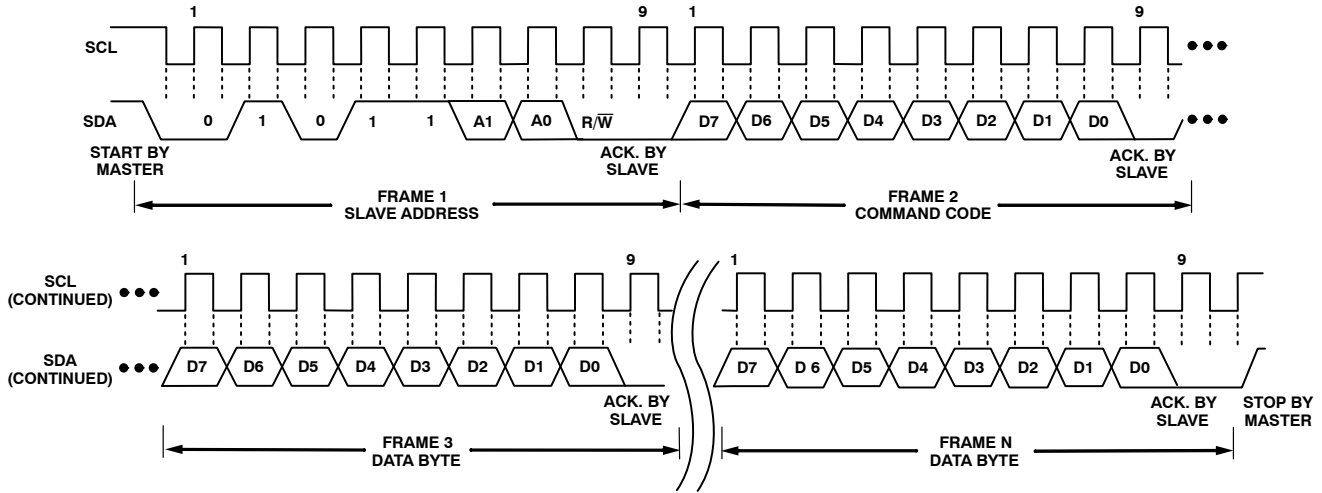 1 9 1 9
SCL
SDA 0 1 0 1 1 A1 A0 R/W̅ D7 D6 D5 D4 D3 D2 D1 D0
START BY
MASTER
ACK. BY
SLAVE
ACK. BY
SLAVE
FRAME 1
SLAVE ADDRESS
FRAME 2
COMMAND CODE
1 9 1 9
SCL
(CONTINUED)
SDA
(CONTINUED)
D7 D6 D5 D4 D3 D2 D1 D0 D7 D 6 D5 D4 D3 D2 D1 D0
ACK. BY
SLAVE
ACK. BY
SLAVE
STOP BY
MASTER
FRAME 3
DATA BYTE
FRAME N
DATA BYTE